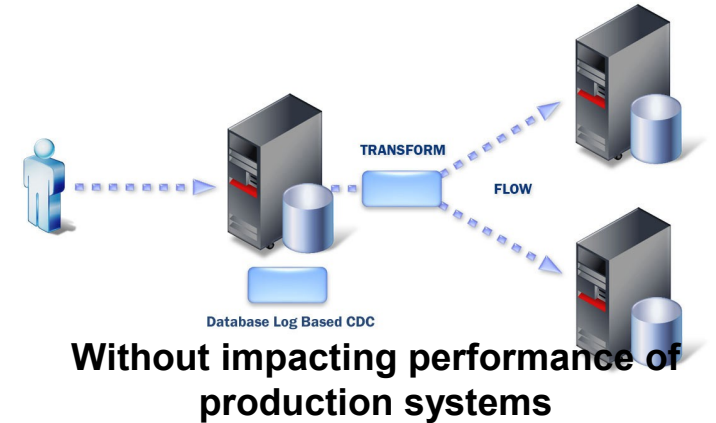 TRANSFORM
FLOW
Database Log Based CDC
Without impacting performance of
production systems